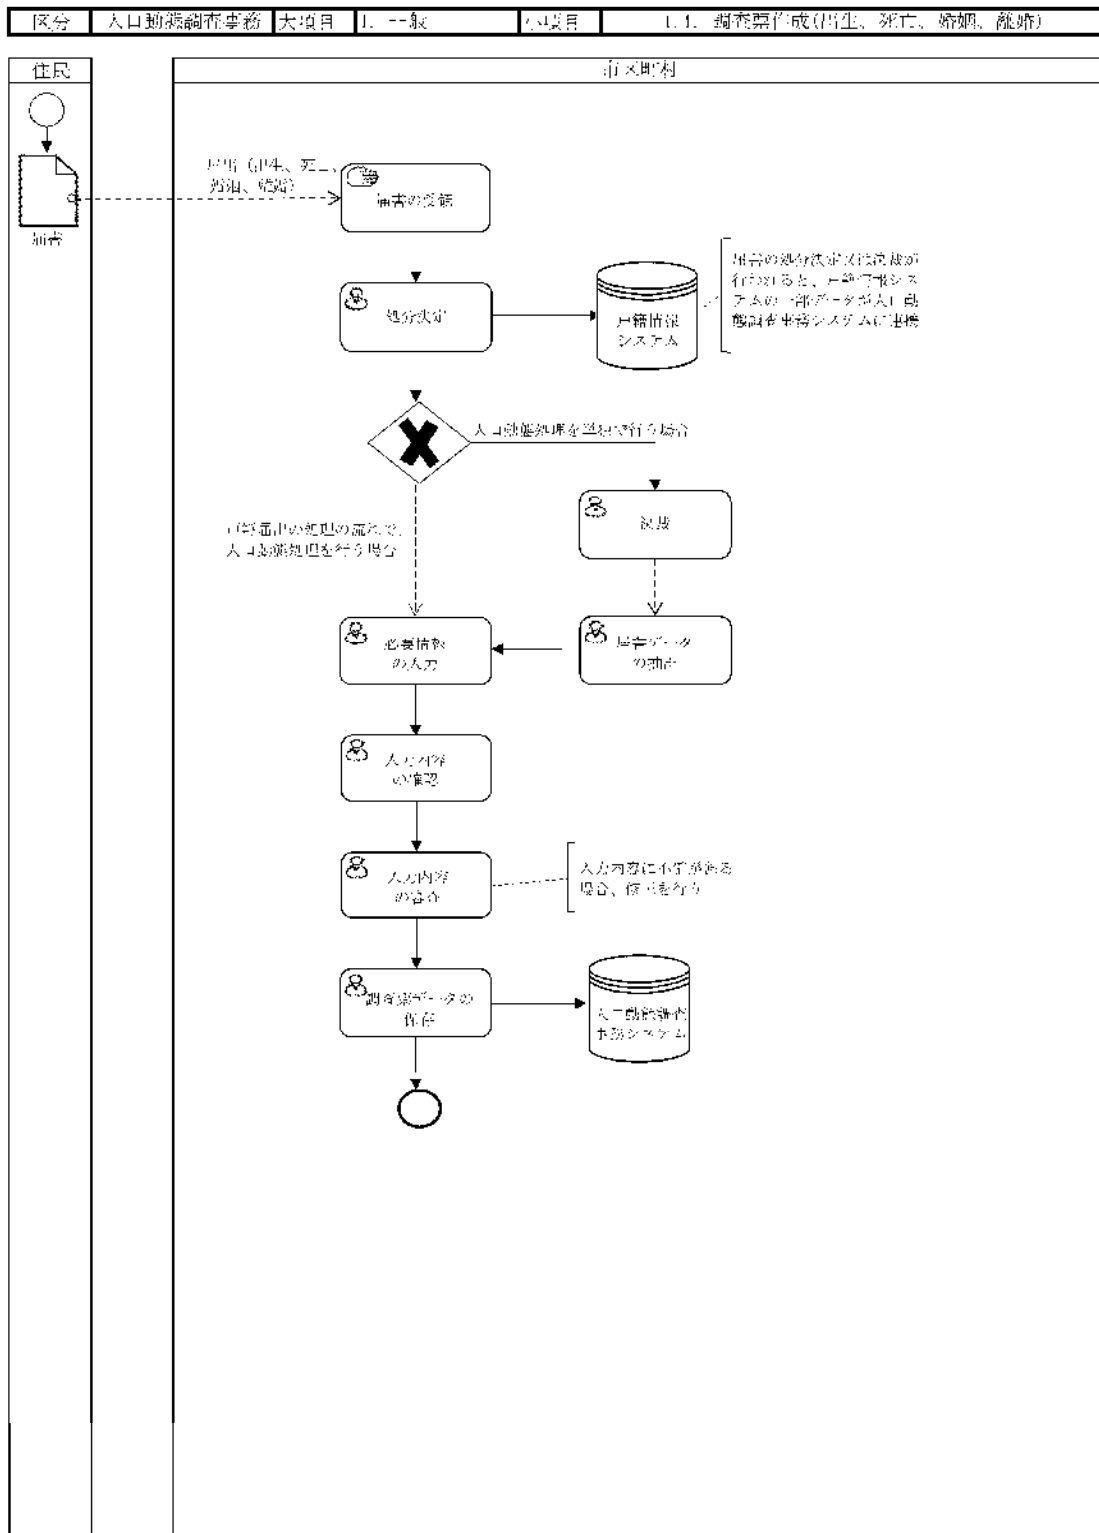 区分 人口動態調査事務 大項目 1. 一般 小項目 1.1. 調査票作成(出生、死亡、婚姻、離婚)
住民
市区町村
届出（出生、死亡、
婚姻、離婚）
届書の受領
届書
届書の処分決定又は決裁が
行われると、戸籍情報シス
テムの一部データが人口動
態調査事務システムに連携
処分決定
戸籍情報
システム
人口動態処理を単独で行う場合
決裁
戸籍届出の処理の流れで、
人口動態処理を行う場合
必要情報
の入力
届書データ
の抽出
入力内容
の確認
入力内容
の審査
入力内容に不備がある
場合、修正を行う
調査票データの
保存
人口動態調査
事務システム